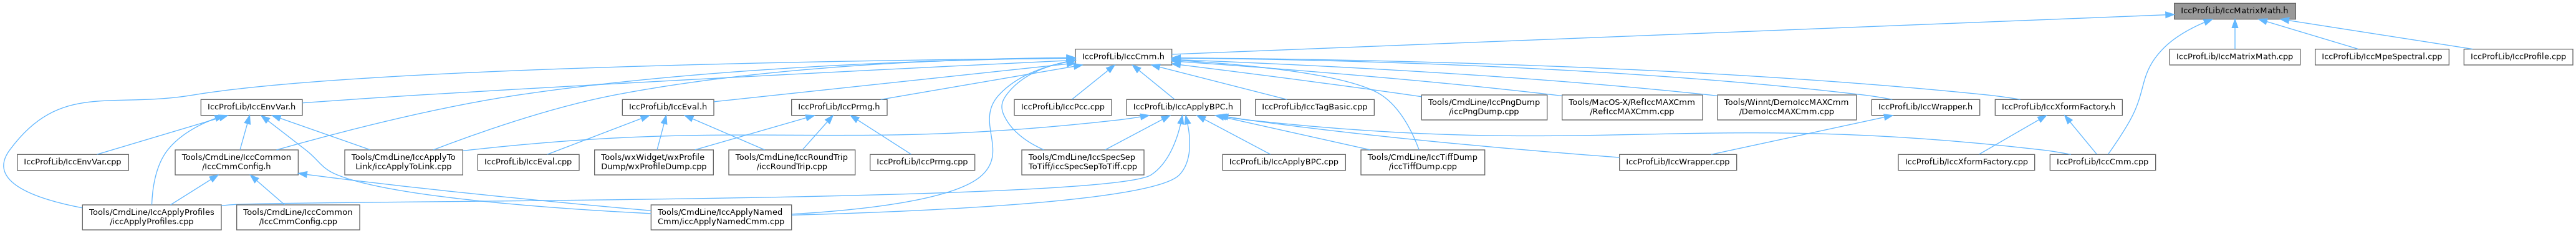 IccProfLib/IccMatrixMath.h
IccProfLib/IccCmm.h
IccProfLib/IccMatrixMath.cpp
IccProfLib/IccMpeSpectral.cpp
IccProfLib/IccProfile.cpp
IccProfLib/IccEnvVar.h
IccProfLib/IccEval.h
IccProfLib/IccPrmg.h
IccProfLib/IccPcc.cpp
IccProfLib/IccApplyBPC.h
IccProfLib/IccTagBasic.cpp
Tools/CmdLine/IccPngDump
/iccPngDump.cpp
Tools/MacOS-X/RefIccMAXCmm
/RefIccMAXCmm.cpp
Tools/Winnt/DemoIccMAXCmm
/DemoIccMAXCmm.cpp
IccProfLib/IccWrapper.h
IccProfLib/IccXformFactory.h
IccProfLib/IccEnvVar.cpp
Tools/CmdLine/IccCommon
/IccCmmConfig.h
Tools/CmdLine/IccApplyTo
Link/iccApplyToLink.cpp
IccProfLib/IccEval.cpp
Tools/wxWidget/wxProfile
Dump/wxProfileDump.cpp
Tools/CmdLine/IccRoundTrip
/iccRoundTrip.cpp
IccProfLib/IccPrmg.cpp
Tools/CmdLine/IccSpecSep
ToTiff/iccSpecSepToTiff.cpp
IccProfLib/IccApplyBPC.cpp
Tools/CmdLine/IccTiffDump
/iccTiffDump.cpp
IccProfLib/IccWrapper.cpp
IccProfLib/IccXformFactory.cpp
IccProfLib/IccCmm.cpp
Tools/CmdLine/IccApplyProfiles
/iccApplyProfiles.cpp
Tools/CmdLine/IccCommon
/IccCmmConfig.cpp
Tools/CmdLine/IccApplyNamed
Cmm/iccApplyNamedCmm.cpp